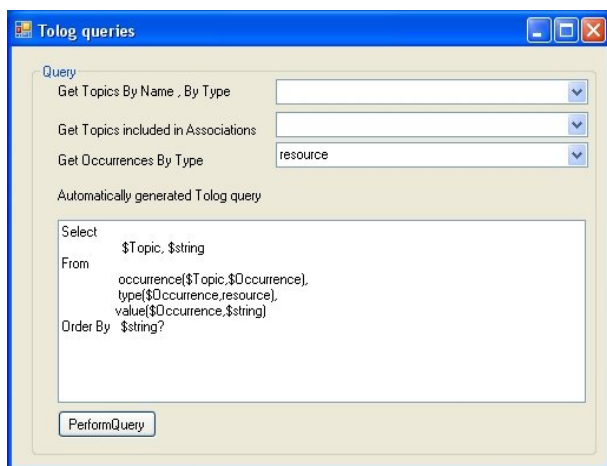 Tolog queries
Query
Get Topics By Name , By Type
Get Topics included in Associations
Get Occurrences By Type
resource
Automatically generated Tolog query
Select
$Topic, $string
From
occurrence($Topic,$Occurrence),
type($Occurrence,resource),
value($Occurrence,$string)
Order By $string?
PerformQuery